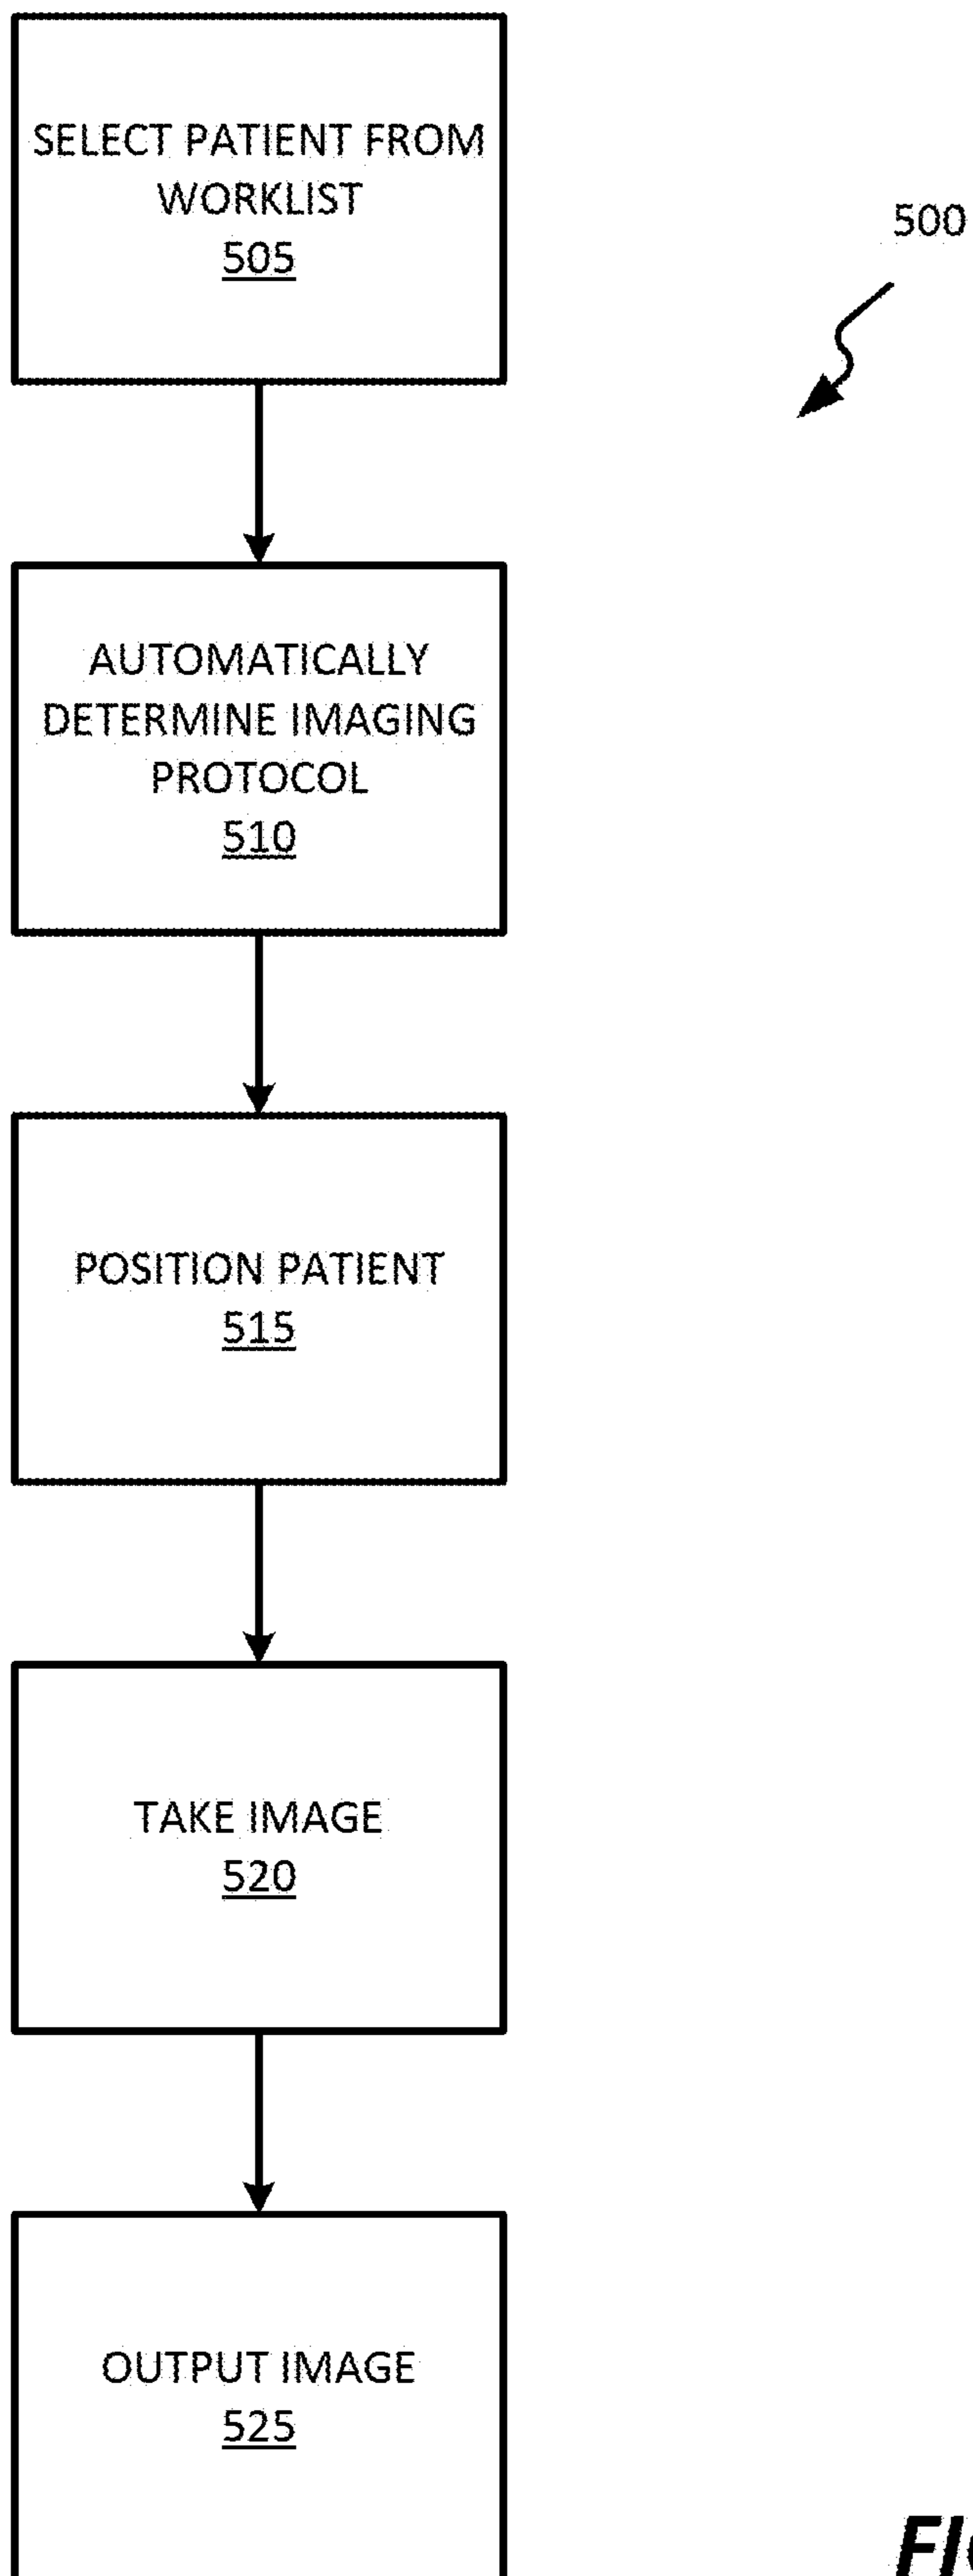 SELECT PATIENT FROM
WORKLIST
505
500
AUTOMATICALLY
DETERMINE IMAGING
PROTOCOL
510
POSITION PATIENT
515
TAKE IMAGE
520
OUTPUT IMAGE
525